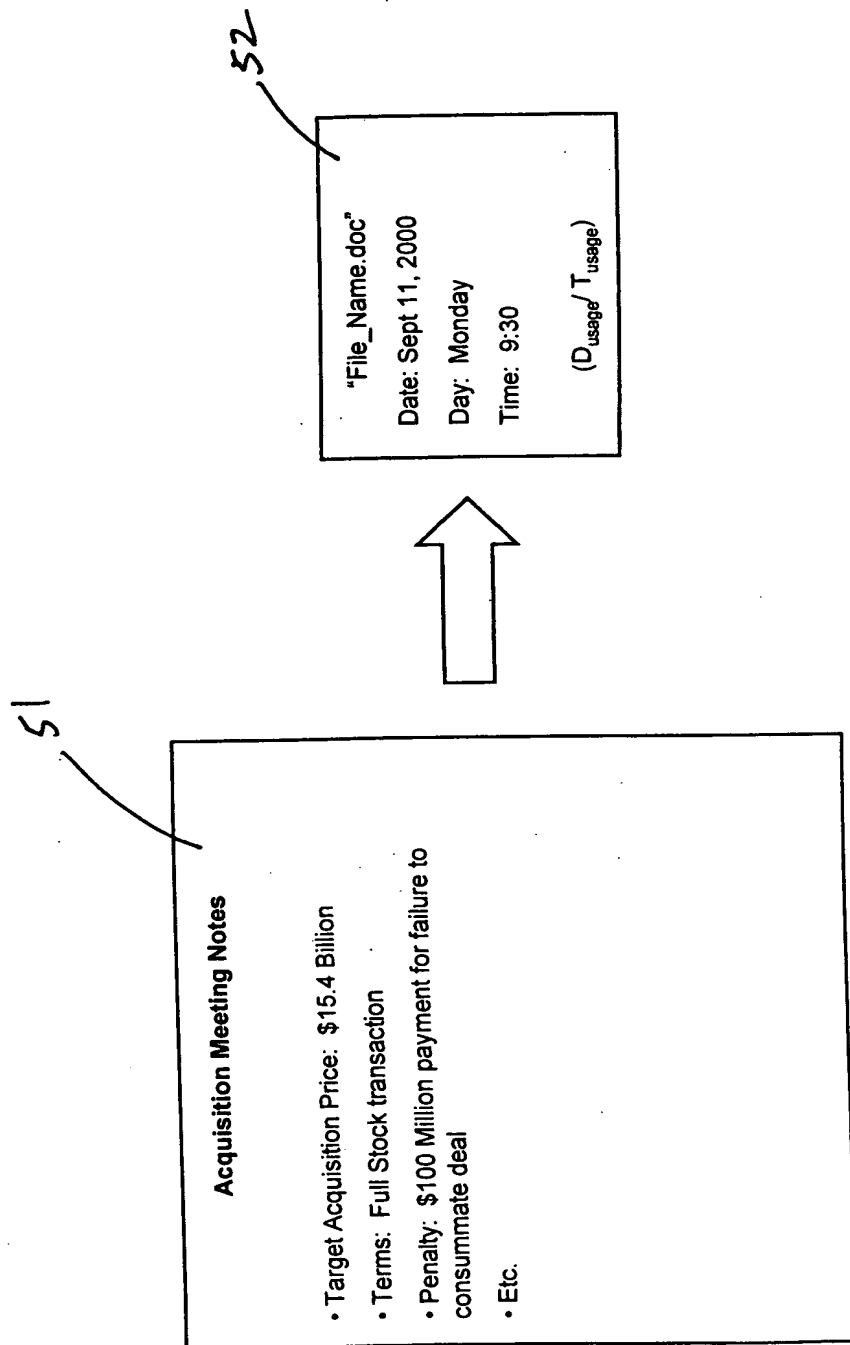 51
Acquisition Meeting Notes
• Target Acquisition Price: $15.4 Billion
• Terms: Full Stock transaction
• Penalty: $100 Million payment for failure to
consummate deal
• Etc.
52
"File_Name.doc"
Date: Sept 11, 2000
Day: Monday
Time: 9:30
(Dusage/ Tusage)